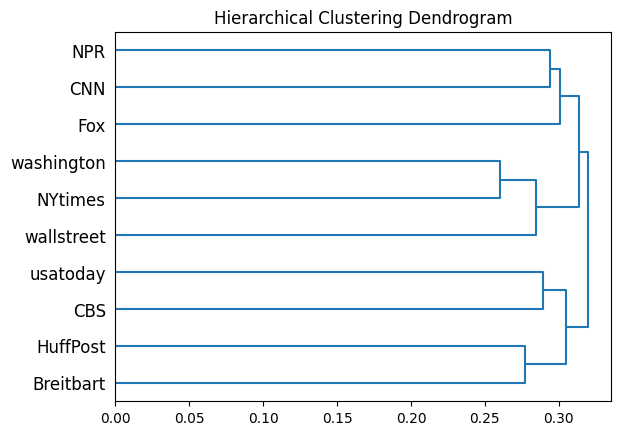 Hierarchical Clustering Dendrogram
NPR
CNN
Fox
washington
NYtimes
wallstreet
usatoday
CBS
HuffPost
Breitbart
0.00 0.05 0.10 0.15 0.20 0.25 0.30